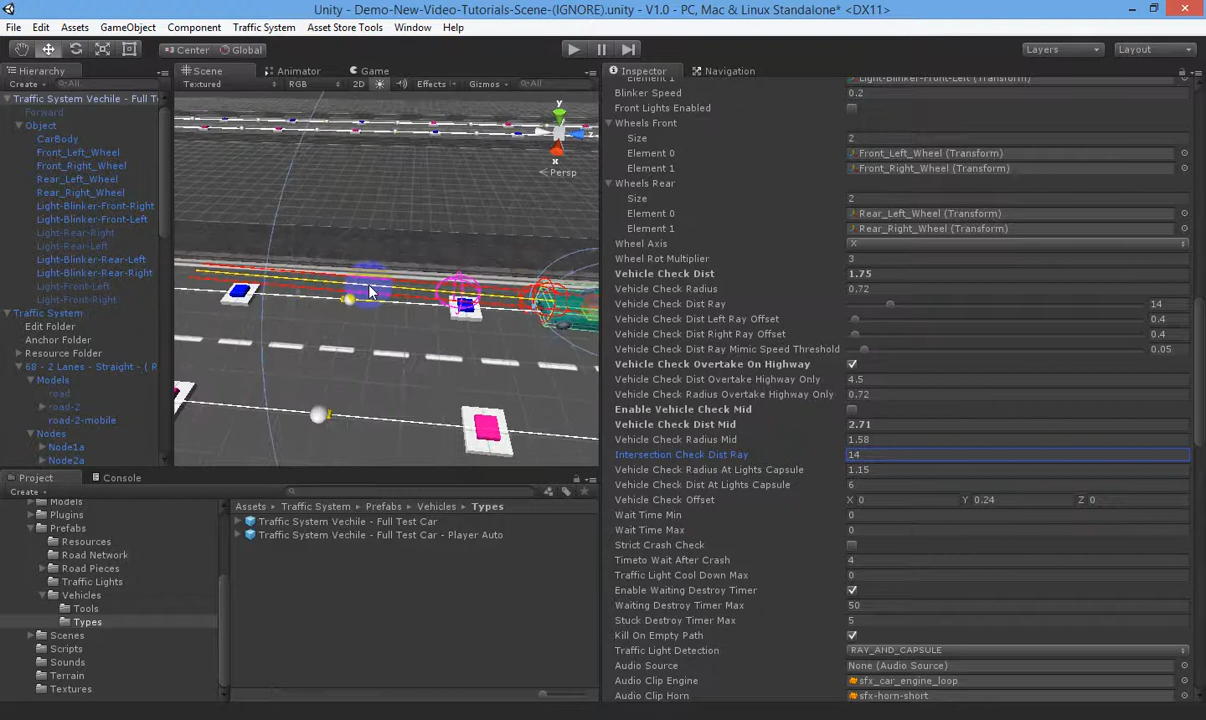 Unity - Demo-New-Video-Tutorials-Scene-(IGNORE).unity - V1.0 - PC, Mac & Linux Standalone* <DX11>
File Edit Assets GameObject Component Traffic System Asset Store Tools Window Help
Center Global Layers Layout
Hierarchy
Create All
Traffic System Vechile - Full T
Forward
Object
CarBody
Front_Left_Wheel
Front_Right_Wheel
Rear_Left_Wheel
Rear_Right_Wheel
Light-Blinker-Front-Right
Light-Blinker-Front-Left
Light-Rear-Right
Light-Rear-Left
Light-Blinker-Rear-Left
Light-Blinker-Rear-Right
Light-Front-Left
Light-Front-Right
Traffic System
Edit Folder
Anchor Folder
Resource Folder
68 - 2 Lanes - Straight - ( R
Models
road
road-2
road-2-mobile
Nodes
Node1a
Node2a
Scene Animator Game
Textured RGB 2D Effects Gizmos All
y
z
x
Persp
Inspector Navigation
Element 1 Light-Blinker-Front-Left
Blinker Speed 0.2
Front Lights Enabled
Wheels Front
Size 2
Element 0 Front_Left_Wheel (Transform)
Element 1 Front_Right_Wheel (Transform)
Wheels Rear
Size 2
Element 0 Rear_Left_Wheel (Transform)
Element 1 Rear_Right_Wheel (Transform)
Wheel Axis X
Wheel Rot Multiplier 3
Vehicle Check Dist 1.75
Vehicle Check Radius 0.72
Vehicle Check Dist Ray 14
Vehicle Check Dist Left Ray Offset 0.4
Vehicle Check Dist Right Ray Offset 0.4
Vehicle Check Dist Ray Mimic Speed Threshold 0.05
Vehicle Check Overtake On Highway
Vehicle Check Dist Overtake Highway Only 4.5
Vehicle Check Radius Overtake Highway Only 0.72
Enable Vehicle Check Mid
Vehicle Check Dist Mid 2.71
Vehicle Check Radius Mid 1.58
Intersection Check Dist Ray 14
Vehicle Check Radius At Lights Capsule 1.15
Vehicle Check Dist At Lights Capsule 6
Vehicle Check Offset X 0 Y 0.24 Z 0
Wait Time Min 0
Wait Time Max 0
Strict Crash Check
Timeto Wait After Crash 4
Traffic Light Cool Down Max 0
Enable Waiting Destroy Timer
Waiting Destroy Timer Max 50
Stuck Destroy Timer Max 5
Kill On Empty Path
Traffic Light Detection RAY_AND_CAPSULE
Audio Source None (Audio Source)
Audio Clip Engine sfx_car_engine_loop
Audio Clip Horn sfx-horn-short
Project Console
Create
Models
Plugins
Prefabs
Resources
Road Network
Road Pieces
Traffic Lights
Vehicles
Tools
Types
Scenes
Scripts
Sounds
Terrain
Textures
Assets Traffic System Prefabs Vehicles Types
Traffic System Vechile - Full Test Car
Traffic System Vechile - Full Test Car - Player Auto